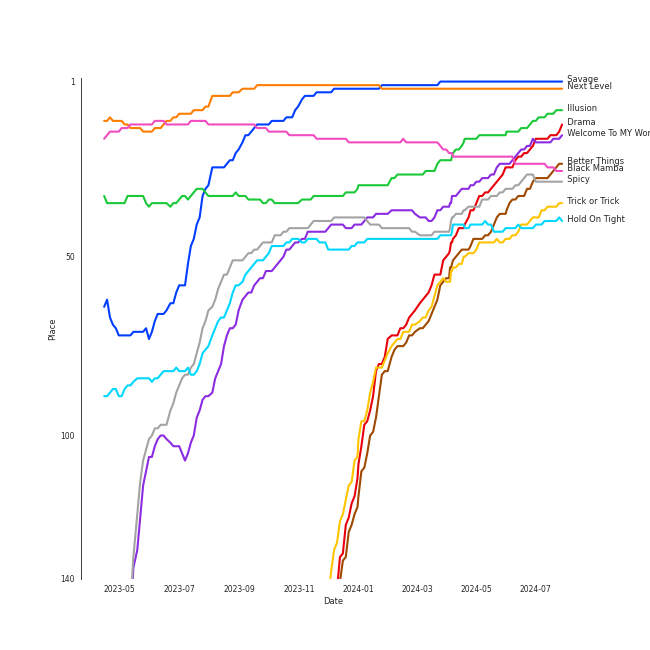 1
50
100
140
Place
2023-05
2023-07
2023-09
2023-11
2024-01
2024-03
2024-05
2024-07
Date
Savage
Next Level
Illusion
Drama
Welcome To MY Wor
Better Things
Black Mamba
Spicy
Trick or Trick
Hold On Tight